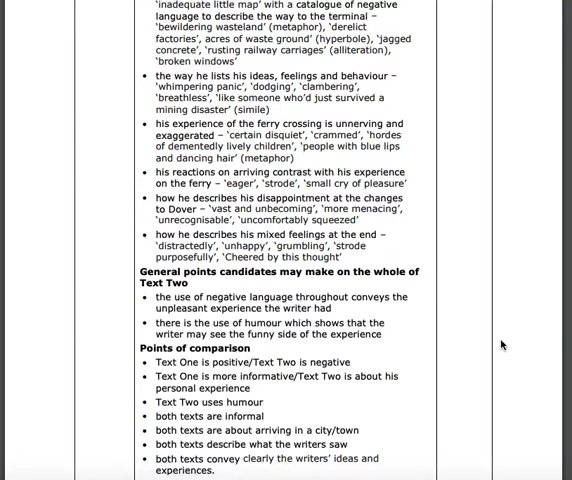 'inadequate little map' with a catalogue of negative
language to describe the way to the terminal –
'bewildering wasteland' (metaphor), 'derelict
factories', acres of waste ground' (hyperbole), 'jagged
concrete', 'rusting railway carriages' (alliteration),
'broken windows'
• the way he lists his ideas, feelings and behaviour –
'whimpering panic', 'dodging', 'clambering',
'breathless', 'like someone who'd just survived a
mining disaster' (simile)
• his experience of the ferry crossing is unnerving and
exaggerated – 'certain disquiet', 'crammed', 'hordes
of dementedly lively children', 'people with blue lips
and dancing hair' (metaphor)
• his reactions on arriving contrast with his experience
on the ferry – 'eager', 'strode', 'small cry of pleasure'
• how he describes his disappointment at the changes
to Dover – 'vast and unbecoming', 'more menacing',
'unrecognisable', 'uncomfortably squeezed'
• how he describes his mixed feelings at the end –
'distractedly', 'unhappy', 'grumbling', 'strode
purposefully', 'Cheered by this thought'
General points candidates may make on the whole of
Text Two
• the use of negative language throughout conveys the
unpleasant experience the writer had
• there is the use of humour which shows that the
writer may see the funny side of the experience
Points of comparison
• Text One is positive/Text Two is negative
• Text One is more informative/Text Two is about his
personal experience
• Text Two uses humour
• both texts are informal
• both texts are about arriving in a city/town
• both texts describe what the writers saw
• both texts convey clearly the writers' ideas and
experiences.